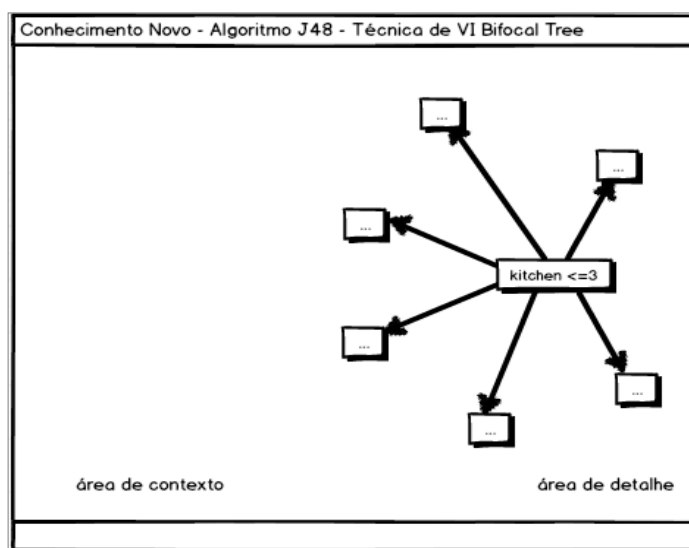 Conhecimento Novo - Algoritmo J48 - Técnica de VI Bifocal Tree
...
...
...
kitchen <=3
...
...
...
área de contexto
área de detalhe